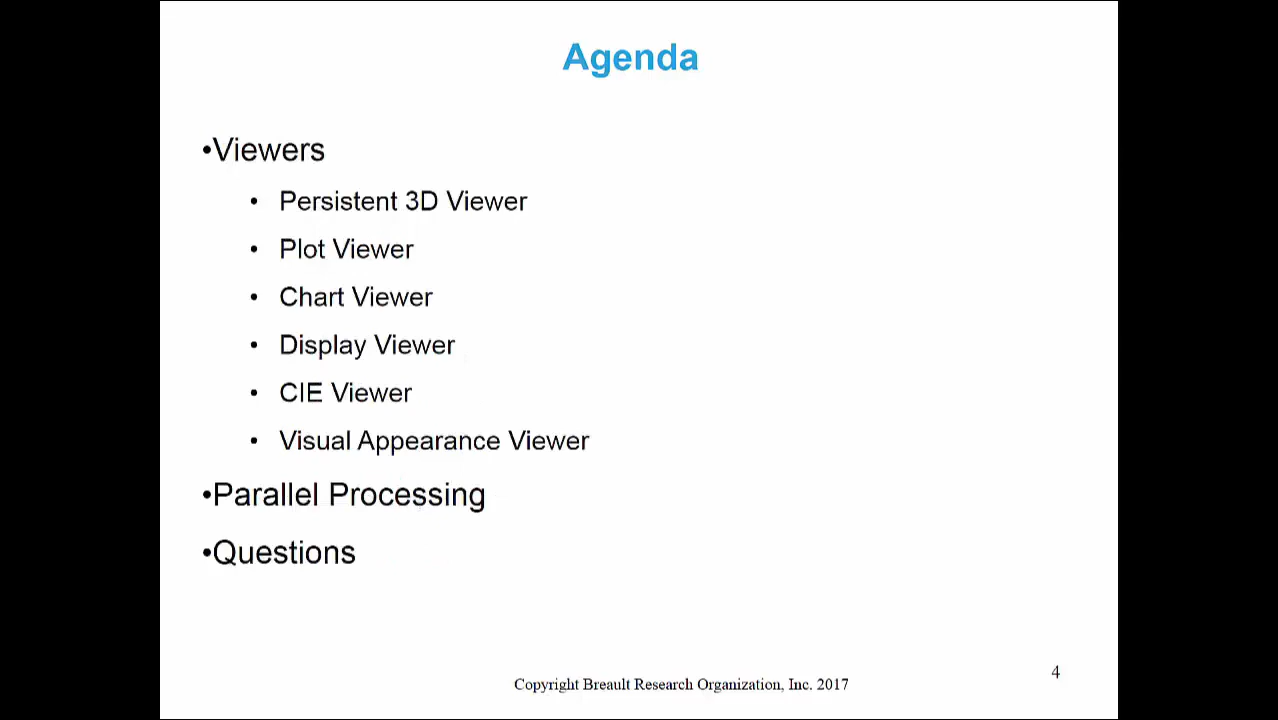 Agenda
•Viewers
• Persistent 3D Viewer
• Plot Viewer
• Chart Viewer
• Display Viewer
• CIE Viewer
• Visual Appearance Viewer
•Parallel Processing
•Questions
4
Copyright Breault Research Organization, Inc. 2017